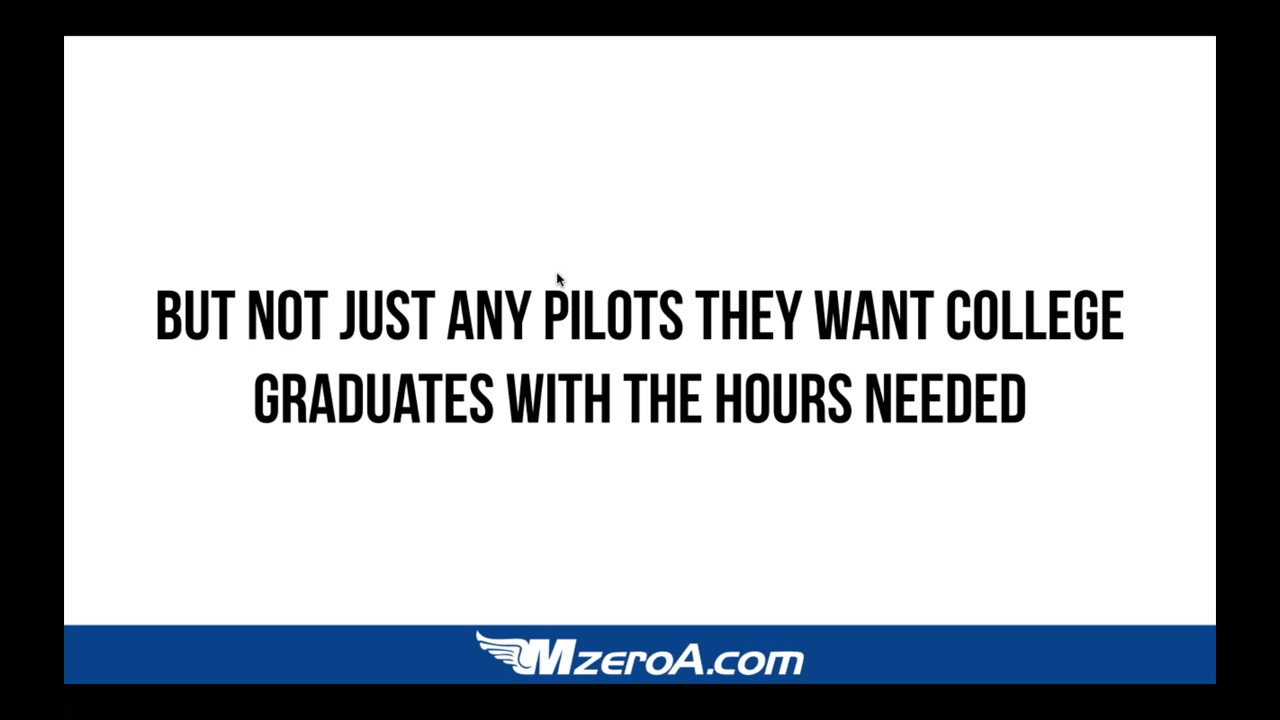 BUT NOT JUST ANY PILOTS THEY WANT COLLEGE
GRADUATES WITH THE HOURS NEEDED
MzeroA.com